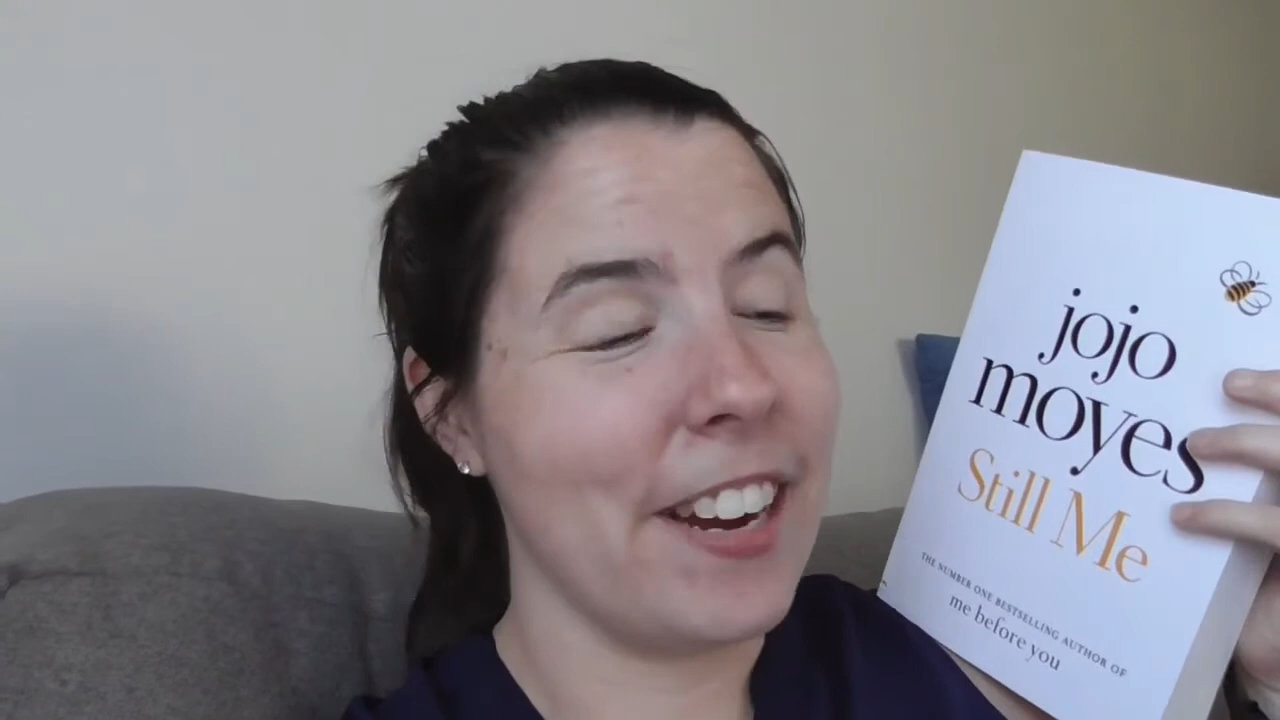 jojo
moyes
Still Me
THE NUMBER ONE BESTSELLING AUTHOR OF
me before you